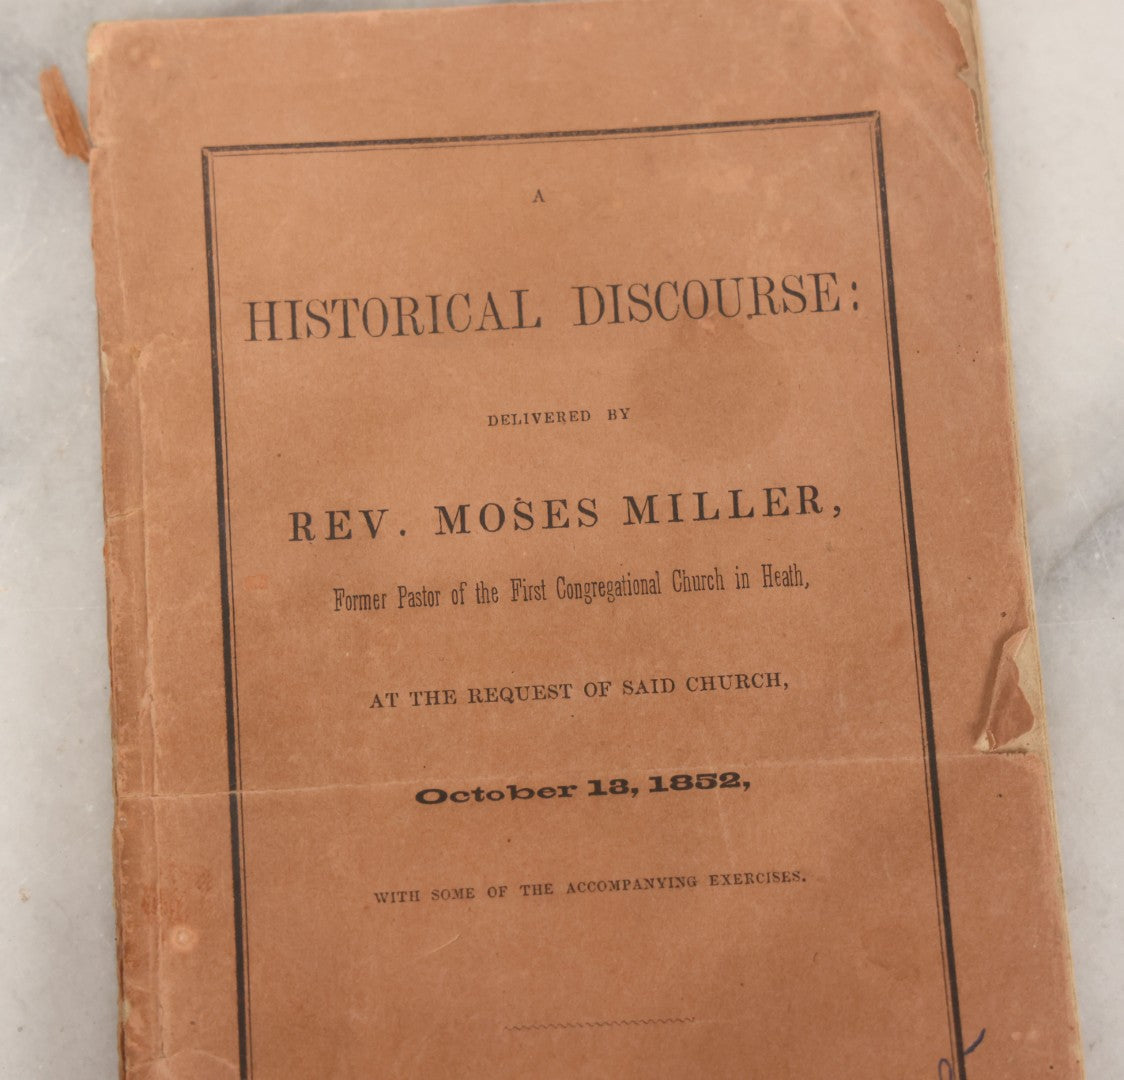 A
HISTORICAL DISCOURSE:
DELIVERED BY
REV. MOSES MILLER,
Former Pastor of the First Congregational Church in Heath,
AT THE REQUEST OF SAID CHURCH,
October 13, 1852,
WITH SOME OF THE ACCOMPANYING EXERCISES.